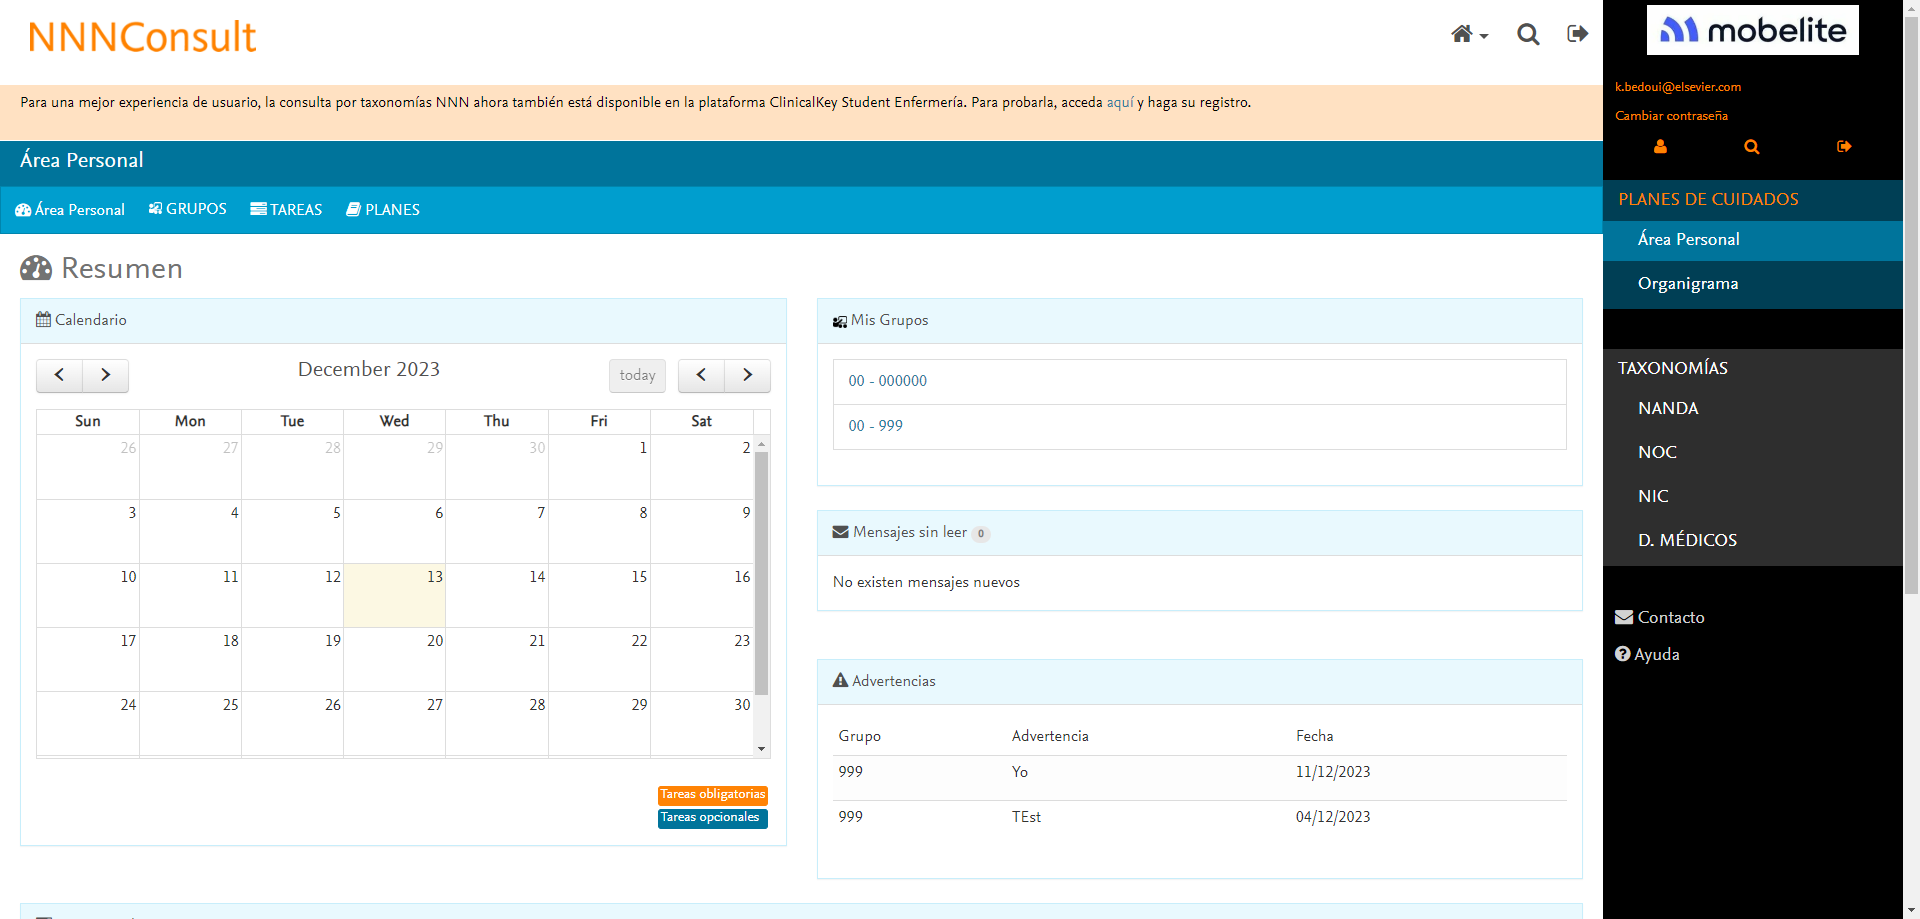 NNNConsult
Para una mejor experiencia de usuario, la consulta por taxonomías NNN ahora también está disponible en la plataforma ClinicalKey Student Enfermería. Para probarla, acceda aquí y haga su registro.
Área Personal
Área Personal GRUPOS TAREAS PLANES
Resumen
Calendario
December 2023
today
Sun Mon Tue Wed Thu Fri Sat
26 27 28 29 30 1 2
3 4 5 6 7 8 9
10 11 12 13 14 15 16
17 18 19 20 21 22 23
24 25 26 27 28 29 30
Tareas obligatorias
Tareas opcionales
Mis Grupos
00 - 000000
00 - 999
Mensajes sin leer 0
No existen mensajes nuevos
Advertencias
Grupo Advertencia Fecha
999 Yo 11/12/2023
999 TEst 04/12/2023
mobelite
k.bedoui@elsevier.com
Cambiar contraseña
PLANES DE CUIDADOS
Área Personal
Organigrama
TAXONOMÍAS
NANDA
NOC
NIC
D. MÉDICOS
Contacto
Ayuda